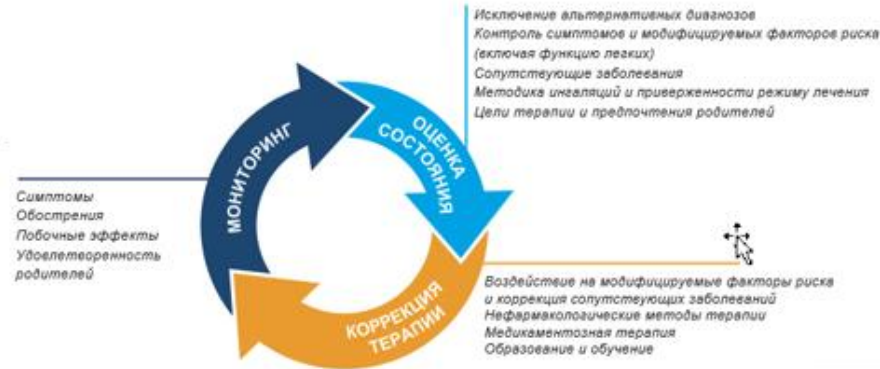 Исключение альтернативных диагнозов
Контроль симптомов и модифицируемых факторов риска
(включая функцию легких)
Сопутствующие заболевания
Методика ингаляций и приверженности режиму лечения
Цели терапии и предпочтения родителей
ОЦЕНКА
СОСТОЯНИЯ
МОНИТОРИНГ
Симптомы
Обострения
Побочные эффекты
Удовлетворенность
родителей
КОРРЕКЦИЯ
ТЕРАПИИ
Воздействие на модифицируемые факторы риска
и коррекция сопутствующих заболеваний
Нефармакологические методы терапии
Медикаментозная терапия
Образование и обучение